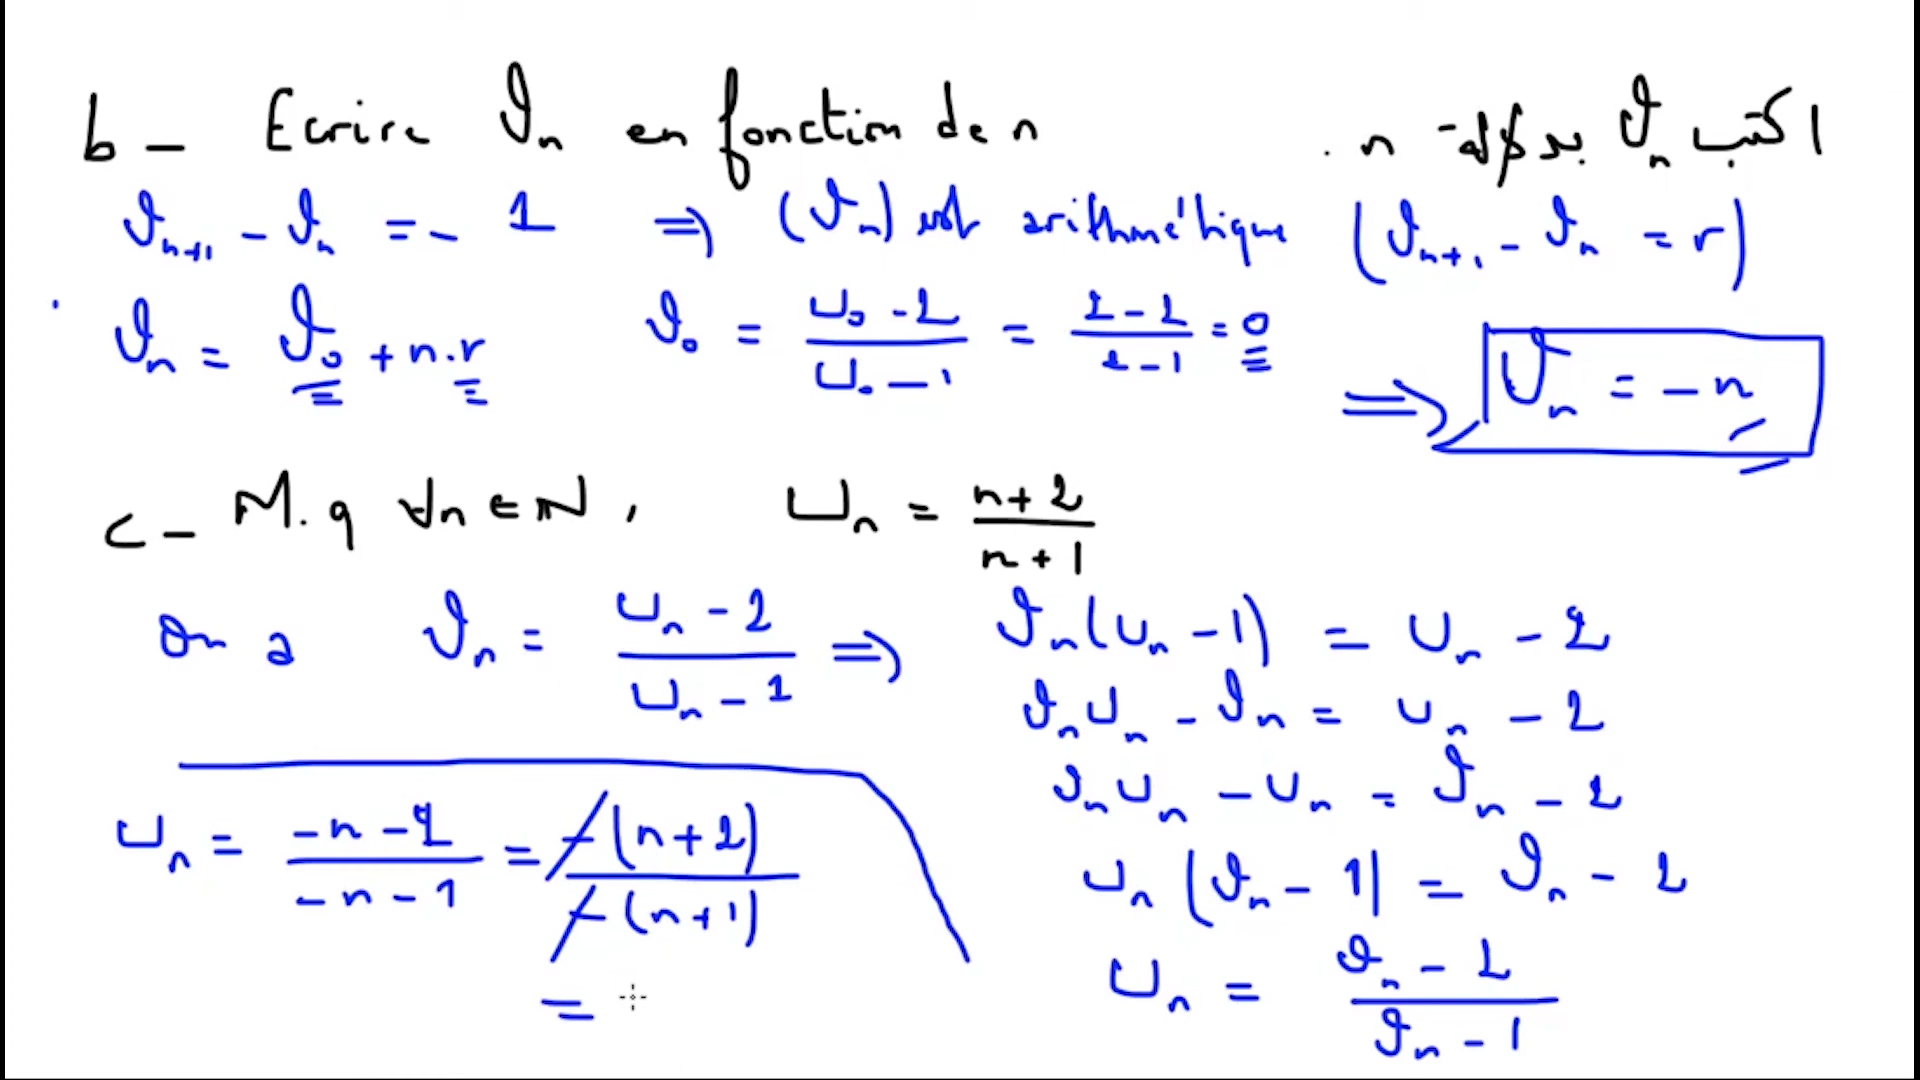 b - Ecrire Vn en fonction de n اكتب Vn بدلالة n .
Vn+1 - Vn = - 1 ⇒ (Vn) est arithmétique (Vn+1 - Vn = r)
Vn = V0 + n.r V0 = (U0 - 2)/(U0 - 1) = (2 - 2)/(2 - 1) = 0 ⇒ Vn = - n
c - M.q ∀n ∈ ℕ , Un = (n + 2)/(n + 1)
On a Vn = (Un - 2)/(Un - 1) ⇒ Vn(Un - 1) = Un - 2
VnUn - Vn = Un - 2
VnUn - Un = Vn - 2
Un (Vn - 1) = Vn - 2
Un = (Vn - 2)/(Vn - 1)
Un = (-n - 2)/(-n - 1) = -(n + 2)/-(n + 1)
=